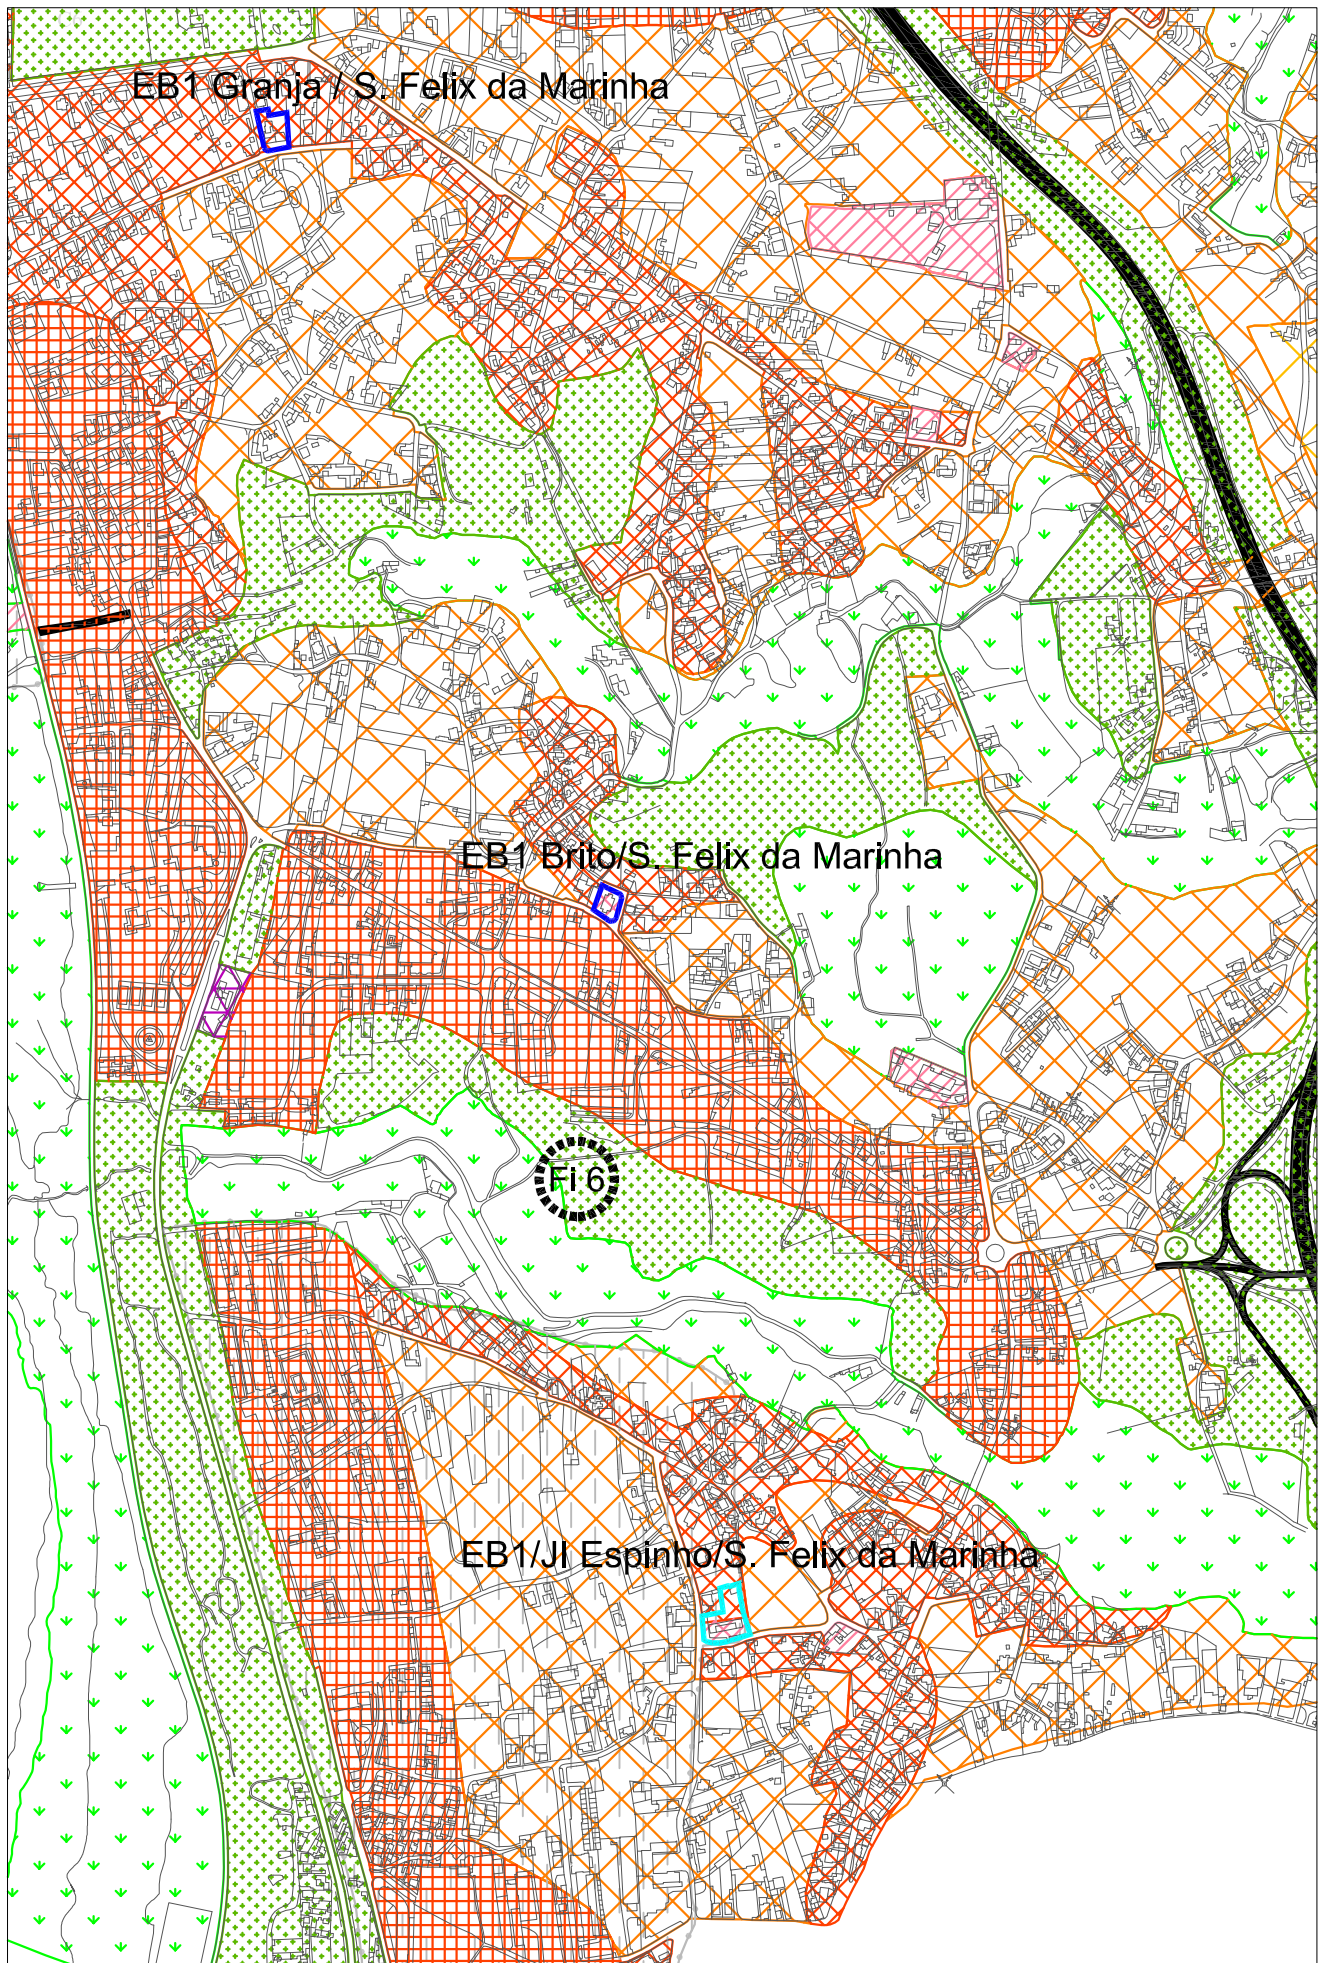 EB1 Granja / S. Felix da Marinha
EB1 Brito/S. Felix da Marinha
Fi 6
EB1/JI Espinho/S. Felix da Marinha